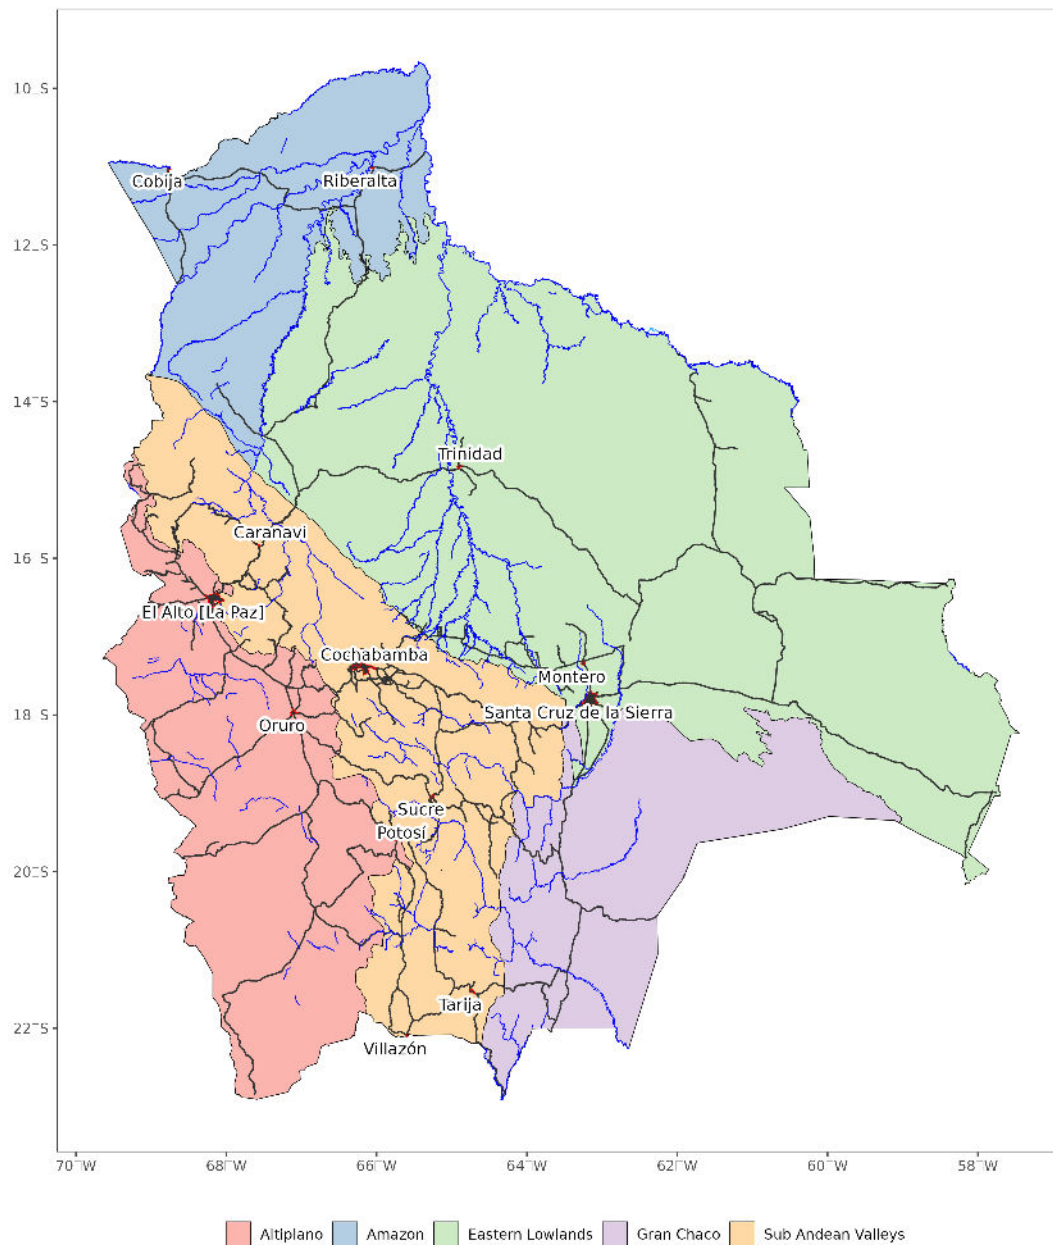 10°S
Cobija
Riberalta
12°S
14°S
Trinidad
Caranavi
16°S
El Alto [La Paz]
Cochabamba
Montero
18°S
Santa Cruz de la Sierra
Oruro
Sucre
Potosí
20°S
Tarija
22°S
Villazón
70°W 68°W 66°W 64°W 62°W 60°W 58°W
Altiplano Amazon Eastern Lowlands Gran Chaco Sub Andean Valleys